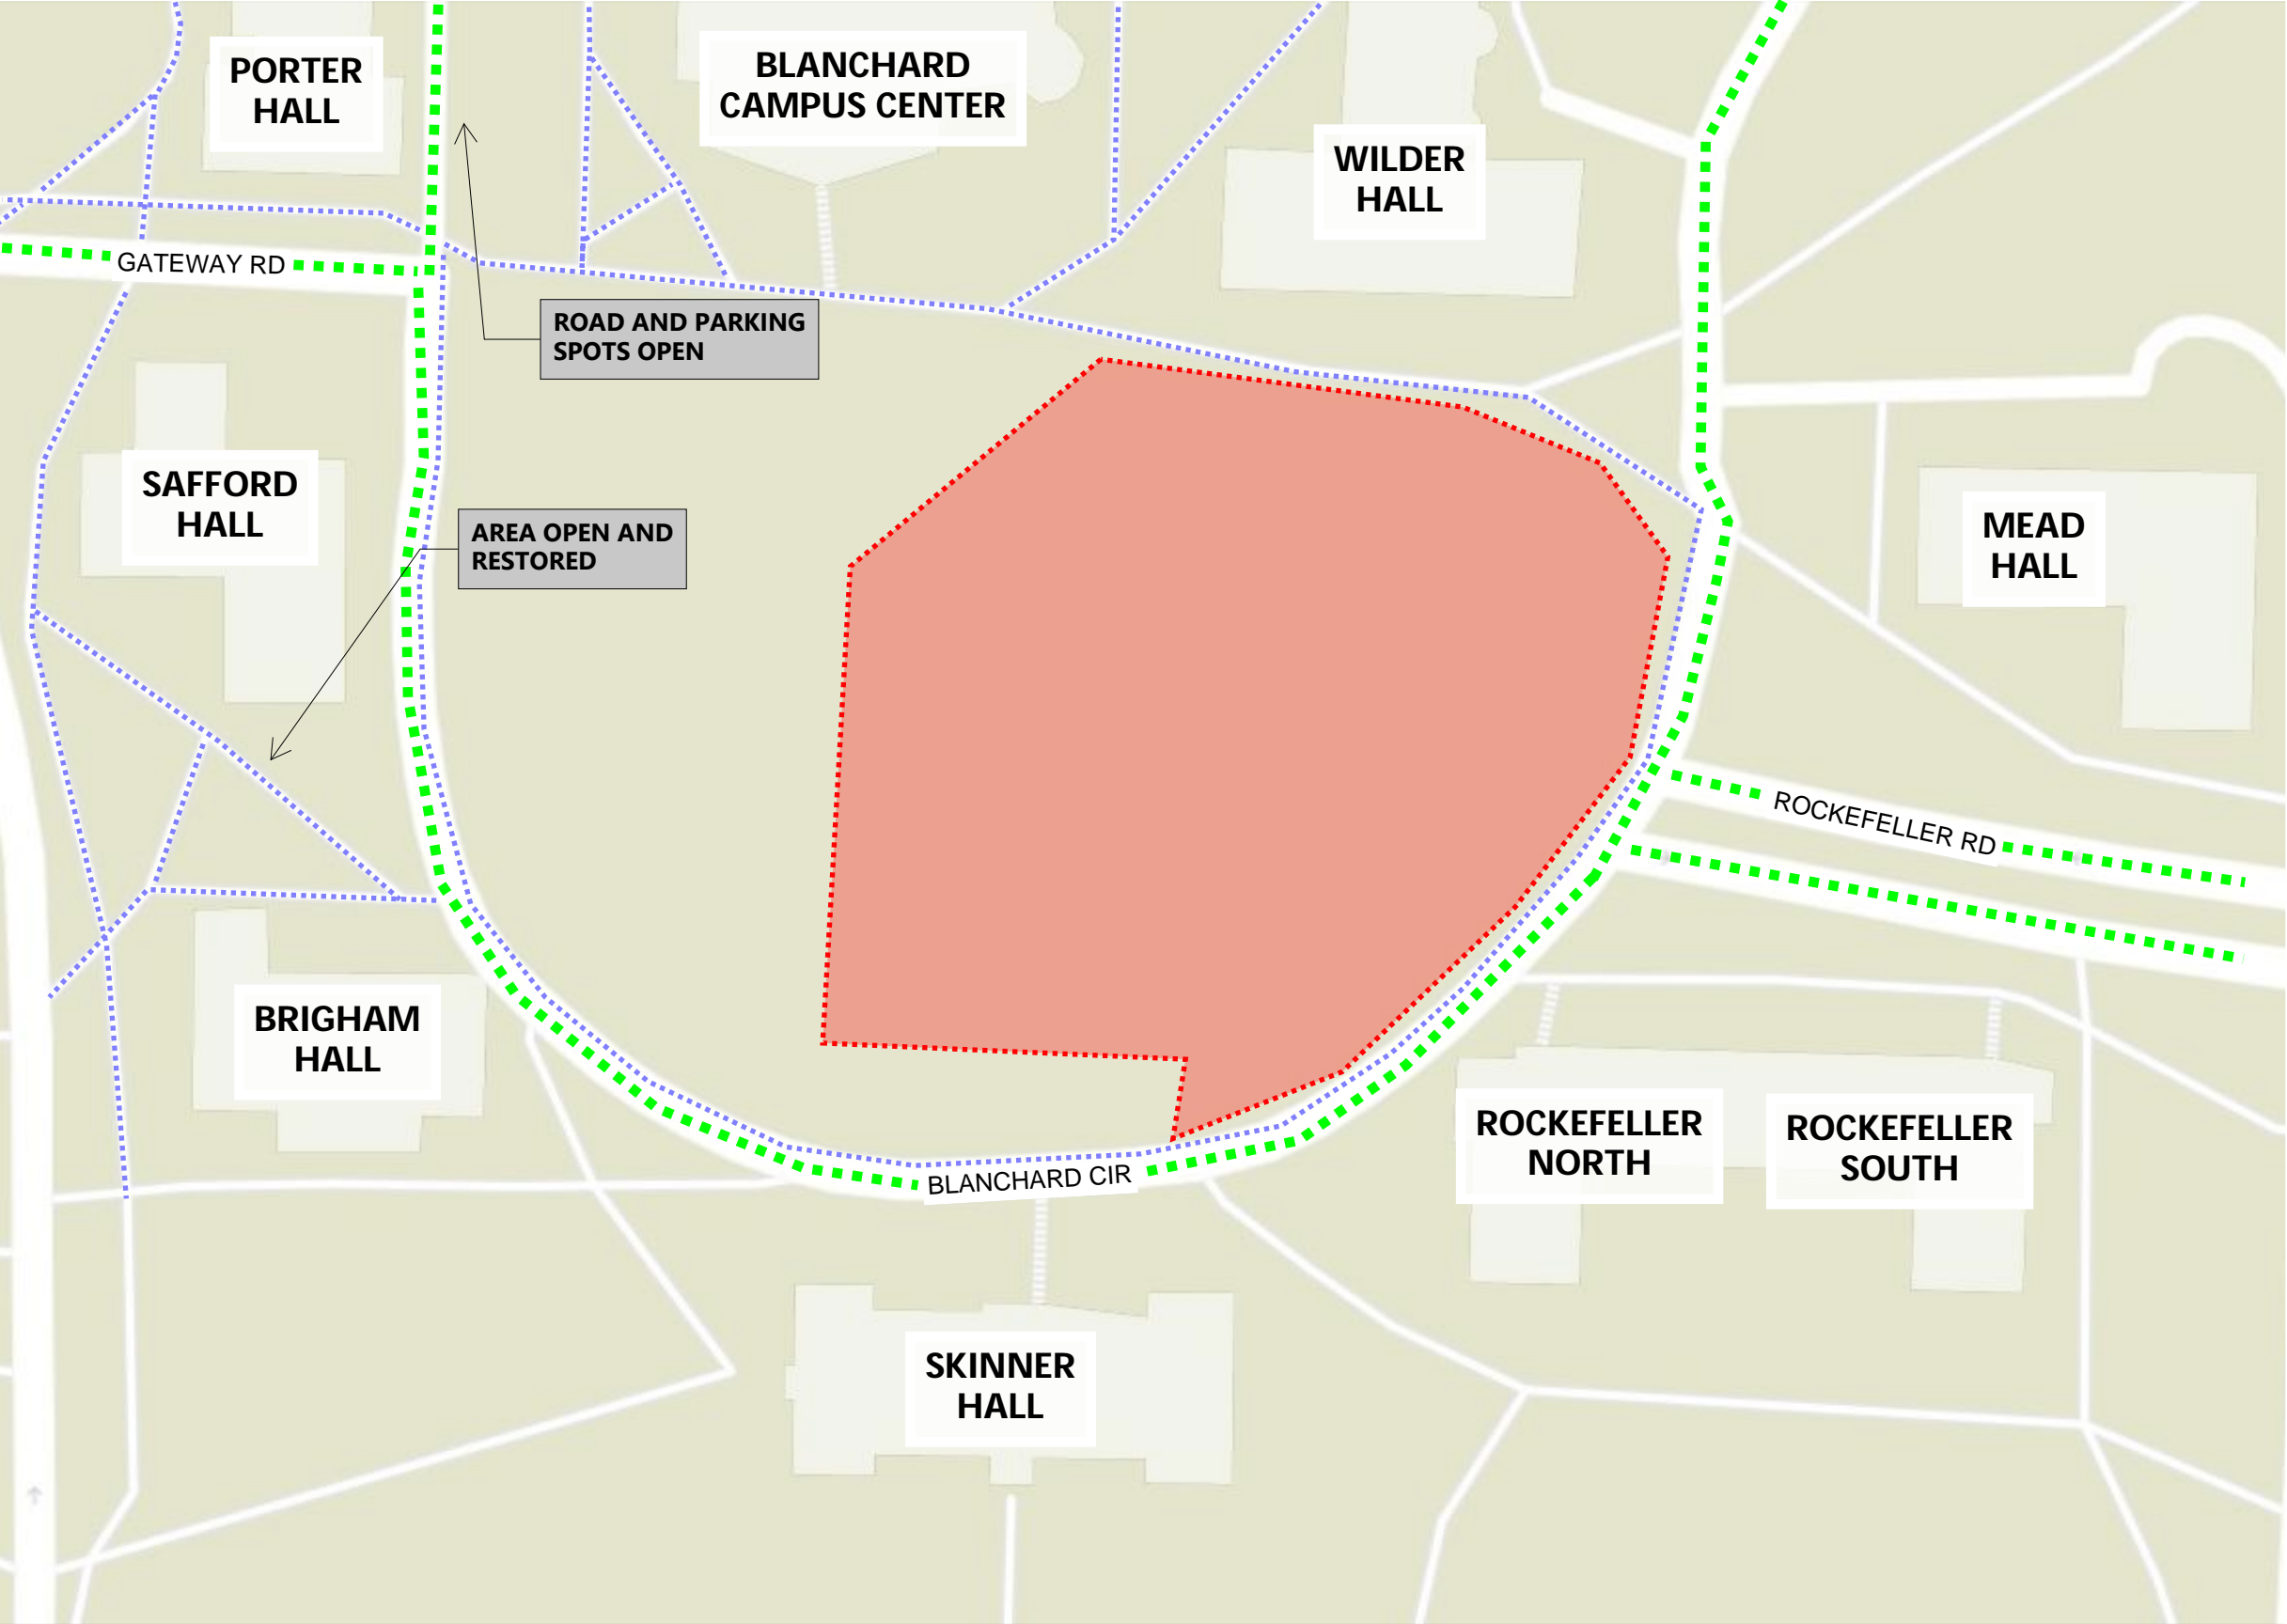 PORTER
HALL
BLANCHARD
CAMPUS CENTER
WILDER
HALL
GATEWAY RD
ROAD AND PARKING
SPOTS OPEN
SAFFORD
HALL
AREA OPEN AND
RESTORED
MEAD
HALL
ROCKEFELLER RD
BRIGHAM
HALL
ROCKEFELLER
NORTH
ROCKEFELLER
SOUTH
BLANCHARD CIR
SKINNER
HALL